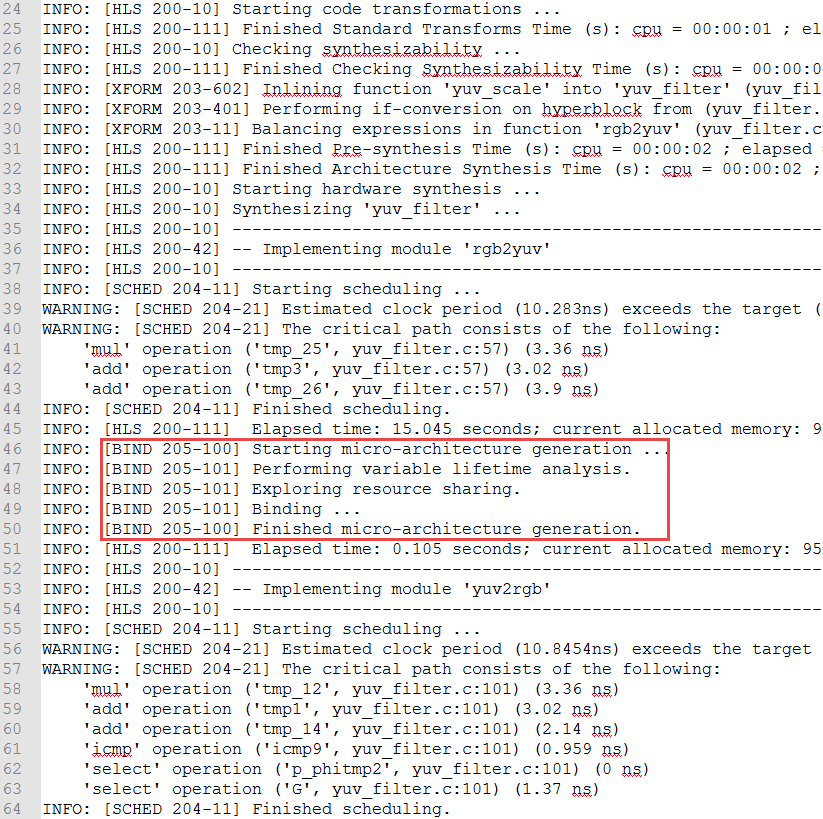 24 INFO: [HLS 200-10] Starting code transformations ...
25 INFO: [HLS 200-111] Finished Standard Transforms Time (s): cpu = 00:00:01 ; el
26 INFO: [HLS 200-10] Checking synthesizability ...
27 INFO: [HLS 200-111] Finished Checking Synthesizability Time (s): cpu = 00:00:0
28 INFO: [XFORM 203-602] Inlining function 'yuv_scale' into 'yuv_filter' (yuv_fil
29 INFO: [XFORM 203-401] Performing if-conversion on hyperblock from (yuv_filter.
30 INFO: [XFORM 203-11] Balancing expressions in function 'rgb2yuv' (yuv_filter.c
31 INFO: [HLS 200-111] Finished Pre-synthesis Time (s): cpu = 00:00:02 ; elapsed
32 INFO: [HLS 200-111] Finished Architecture Synthesis Time (s): cpu = 00:00:02 ;
33 INFO: [HLS 200-10] Starting hardware synthesis ...
34 INFO: [HLS 200-10] Synthesizing 'yuv_filter' ...
35 INFO: [HLS 200-10] ----------------------------------------------------------
36 INFO: [HLS 200-42] -- Implementing module 'rgb2yuv'
37 INFO: [HLS 200-10] ----------------------------------------------------------
38 INFO: [SCHED 204-11] Starting scheduling ...
39 WARNING: [SCHED 204-21] Estimated clock period (10.283ns) exceeds the target (
40 WARNING: [SCHED 204-21] The critical path consists of the following:
41 'mul' operation ('tmp_25', yuv_filter.c:57) (3.36 ns)
42 'add' operation ('tmp3', yuv_filter.c:57) (3.02 ns)
43 'add' operation ('tmp_26', yuv_filter.c:57) (3.9 ns)
44 INFO: [SCHED 204-11] Finished scheduling.
45 INFO: [HLS 200-111]  Elapsed time: 15.045 seconds; current allocated memory: 9
46 INFO: [BIND 205-100] Starting micro-architecture generation ...
47 INFO: [BIND 205-101] Performing variable lifetime analysis.
48 INFO: [BIND 205-101] Exploring resource sharing.
49 INFO: [BIND 205-101] Binding ...
50 INFO: [BIND 205-100] Finished micro-architecture generation.
51 INFO: [HLS 200-111]  Elapsed time: 0.105 seconds; current allocated memory: 95
52 INFO: [HLS 200-10] ----------------------------------------------------------
53 INFO: [HLS 200-42] -- Implementing module 'yuv2rgb'
54 INFO: [HLS 200-10] ----------------------------------------------------------
55 INFO: [SCHED 204-11] Starting scheduling ...
56 WARNING: [SCHED 204-21] Estimated clock period (10.8454ns) exceeds the target
57 WARNING: [SCHED 204-21] The critical path consists of the following:
58 'mul' operation ('tmp_12', yuv_filter.c:101) (3.36 ns)
59 'add' operation ('tmp1', yuv_filter.c:101) (3.02 ns)
60 'add' operation ('tmp_14', yuv_filter.c:101) (2.14 ns)
61 'icmp' operation ('icmp9', yuv_filter.c:101) (0.959 ns)
62 'select' operation ('p_phitmp2', yuv_filter.c:101) (0 ns)
63 'select' operation ('G', yuv_filter.c:101) (1.37 ns)
64 INFO: [SCHED 204-11] Finished scheduling.